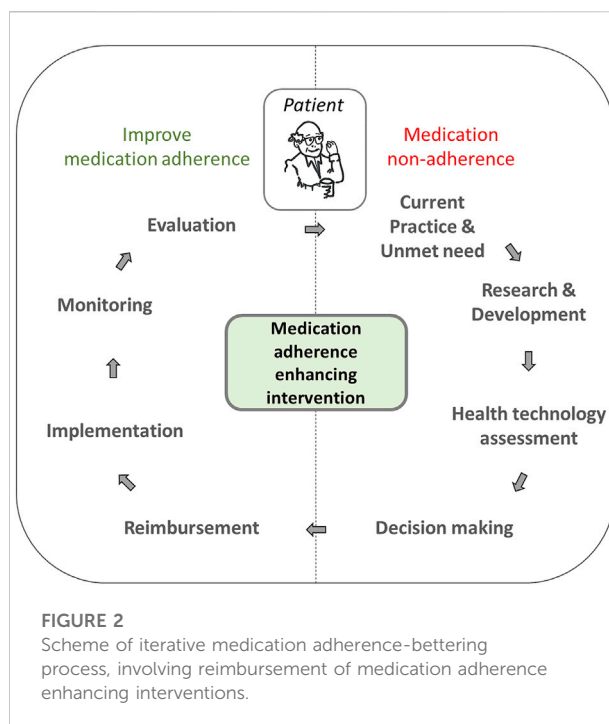 Patient
Improve
medication adherence
Medication
non-adherence
Current
Practice &
Unmet need
Research &
Development
Health technology
assessment
Decision making
Reimbursement
Implementation
Monitoring
Evaluation
Medication
adherence
enhancing
intervention
FIGURE 2
Scheme of iterative medication adherence-bettering
process, involving reimbursement of medication adherence
enhancing interventions.